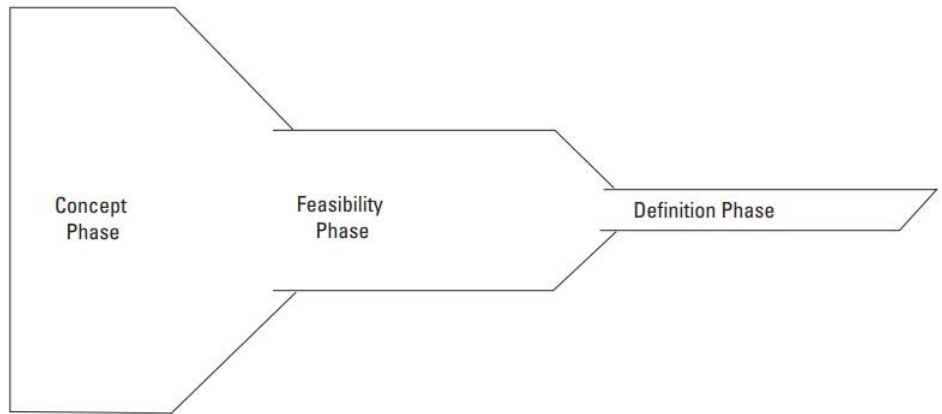 Concept
Phase
Feasibility
Phase
Definition Phase